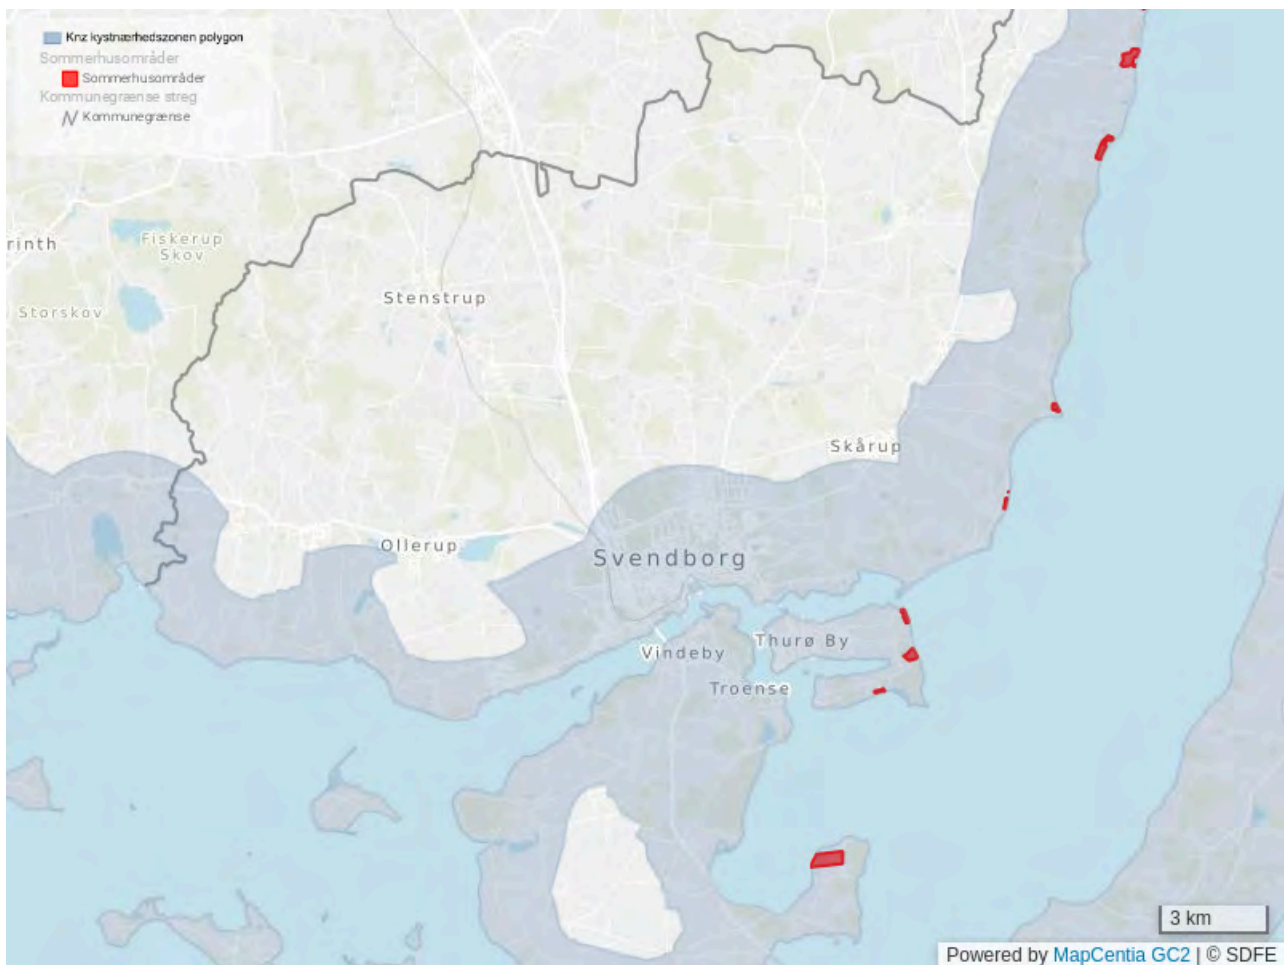 Knz kystnærhedszonen polygon
Sommerhusområder
Sommerhusområder
Kommunegrænse streg
Kommunegrænse
rinth
Fiskerup
Skov
Storskov
Stenstrup
Skårup
Ollerup
Svendborg
Thurø By
Vindeby
Troense
3 km
Powered by MapCentia GC2 | © SDFE